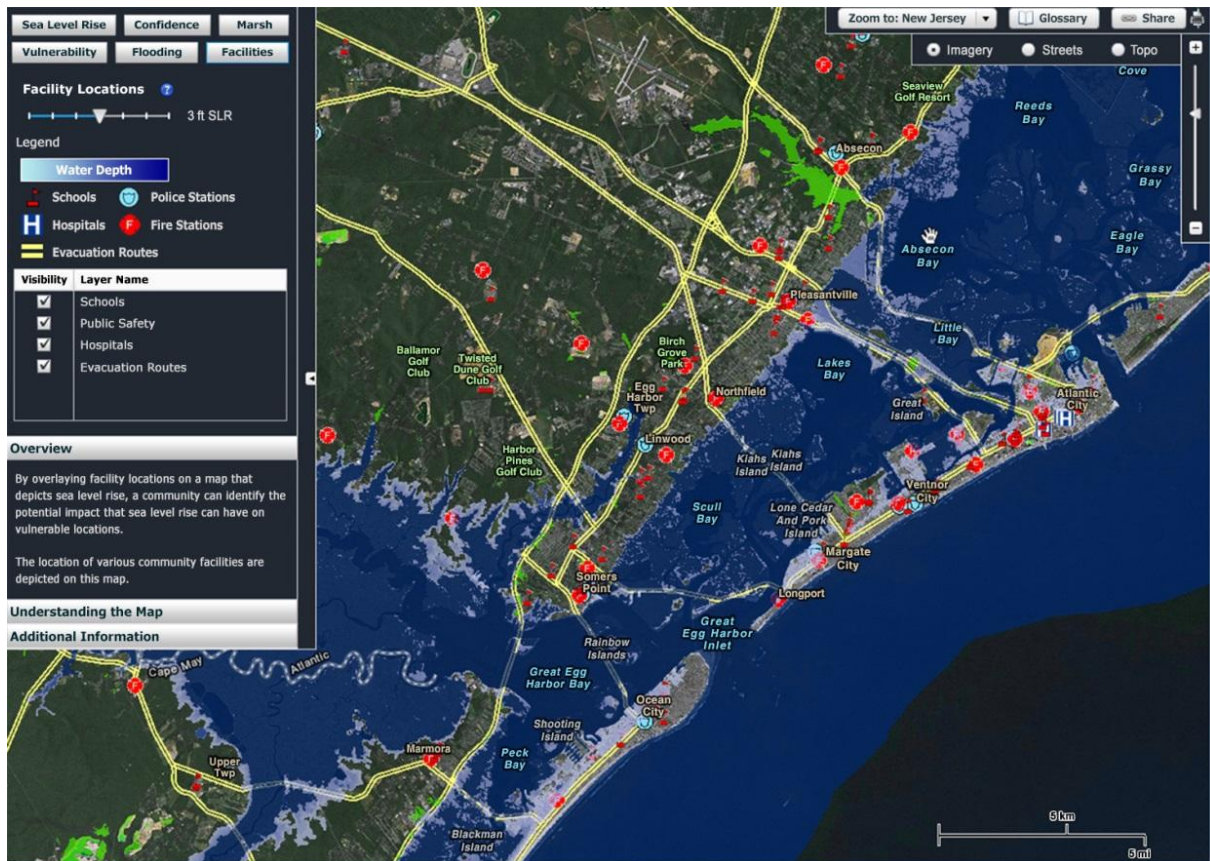 Sea Level Rise
Confidence
Marsh
Vulnerability
Flooding
Facilities
Facility Locations ?
3 ft SLR
Legend
Water Depth
Schools
Police Stations
H Hospitals
F Fire Stations
Evacuation Routes
Visibility Layer Name
Schools
Public Safety
Hospitals
Evacuation Routes
Overview
By overlaying facility locations on a map that
depicts sea level rise, a community can identify the
potential impact that sea level rise can have on
vulnerable locations.
The location of various community facilities are
depicted on this map.
Understanding the Map
Additional Information
Zoom to: New Jersey
Glossary
Share
Imagery
Streets
Topo
Cove
Seaview
Golf Resort
Reeds
Bay
Absecon
Grassy
Bay
Absecon
Bay
Eagle
Bay
Pleasantville
Little
Bay
Ballamor
Golf
Club
Twisted
Dune Golf
Club
Birch
Grove
Park
Lakes
Bay
Egg
Harbor
Twp
Northfield
Great
Island
Atlantic
City
Linwood
Harbor
Pines
Golf Club
Kiahs
Island
Kiahs
Island
Ventnor
City
Scull
Bay
Lone Cedar
And Pork
Island
Margate
City
Somers
Point
Longport
Great
Egg Harbor
Inlet
Rainbow
Islands
Cape May
Atlantic
Great Egg
Harbor Bay
Ocean
City
Shooting
Island
Marmora
Peck
Bay
Upper
Twp
Blackman
Island
5 km
5 mi